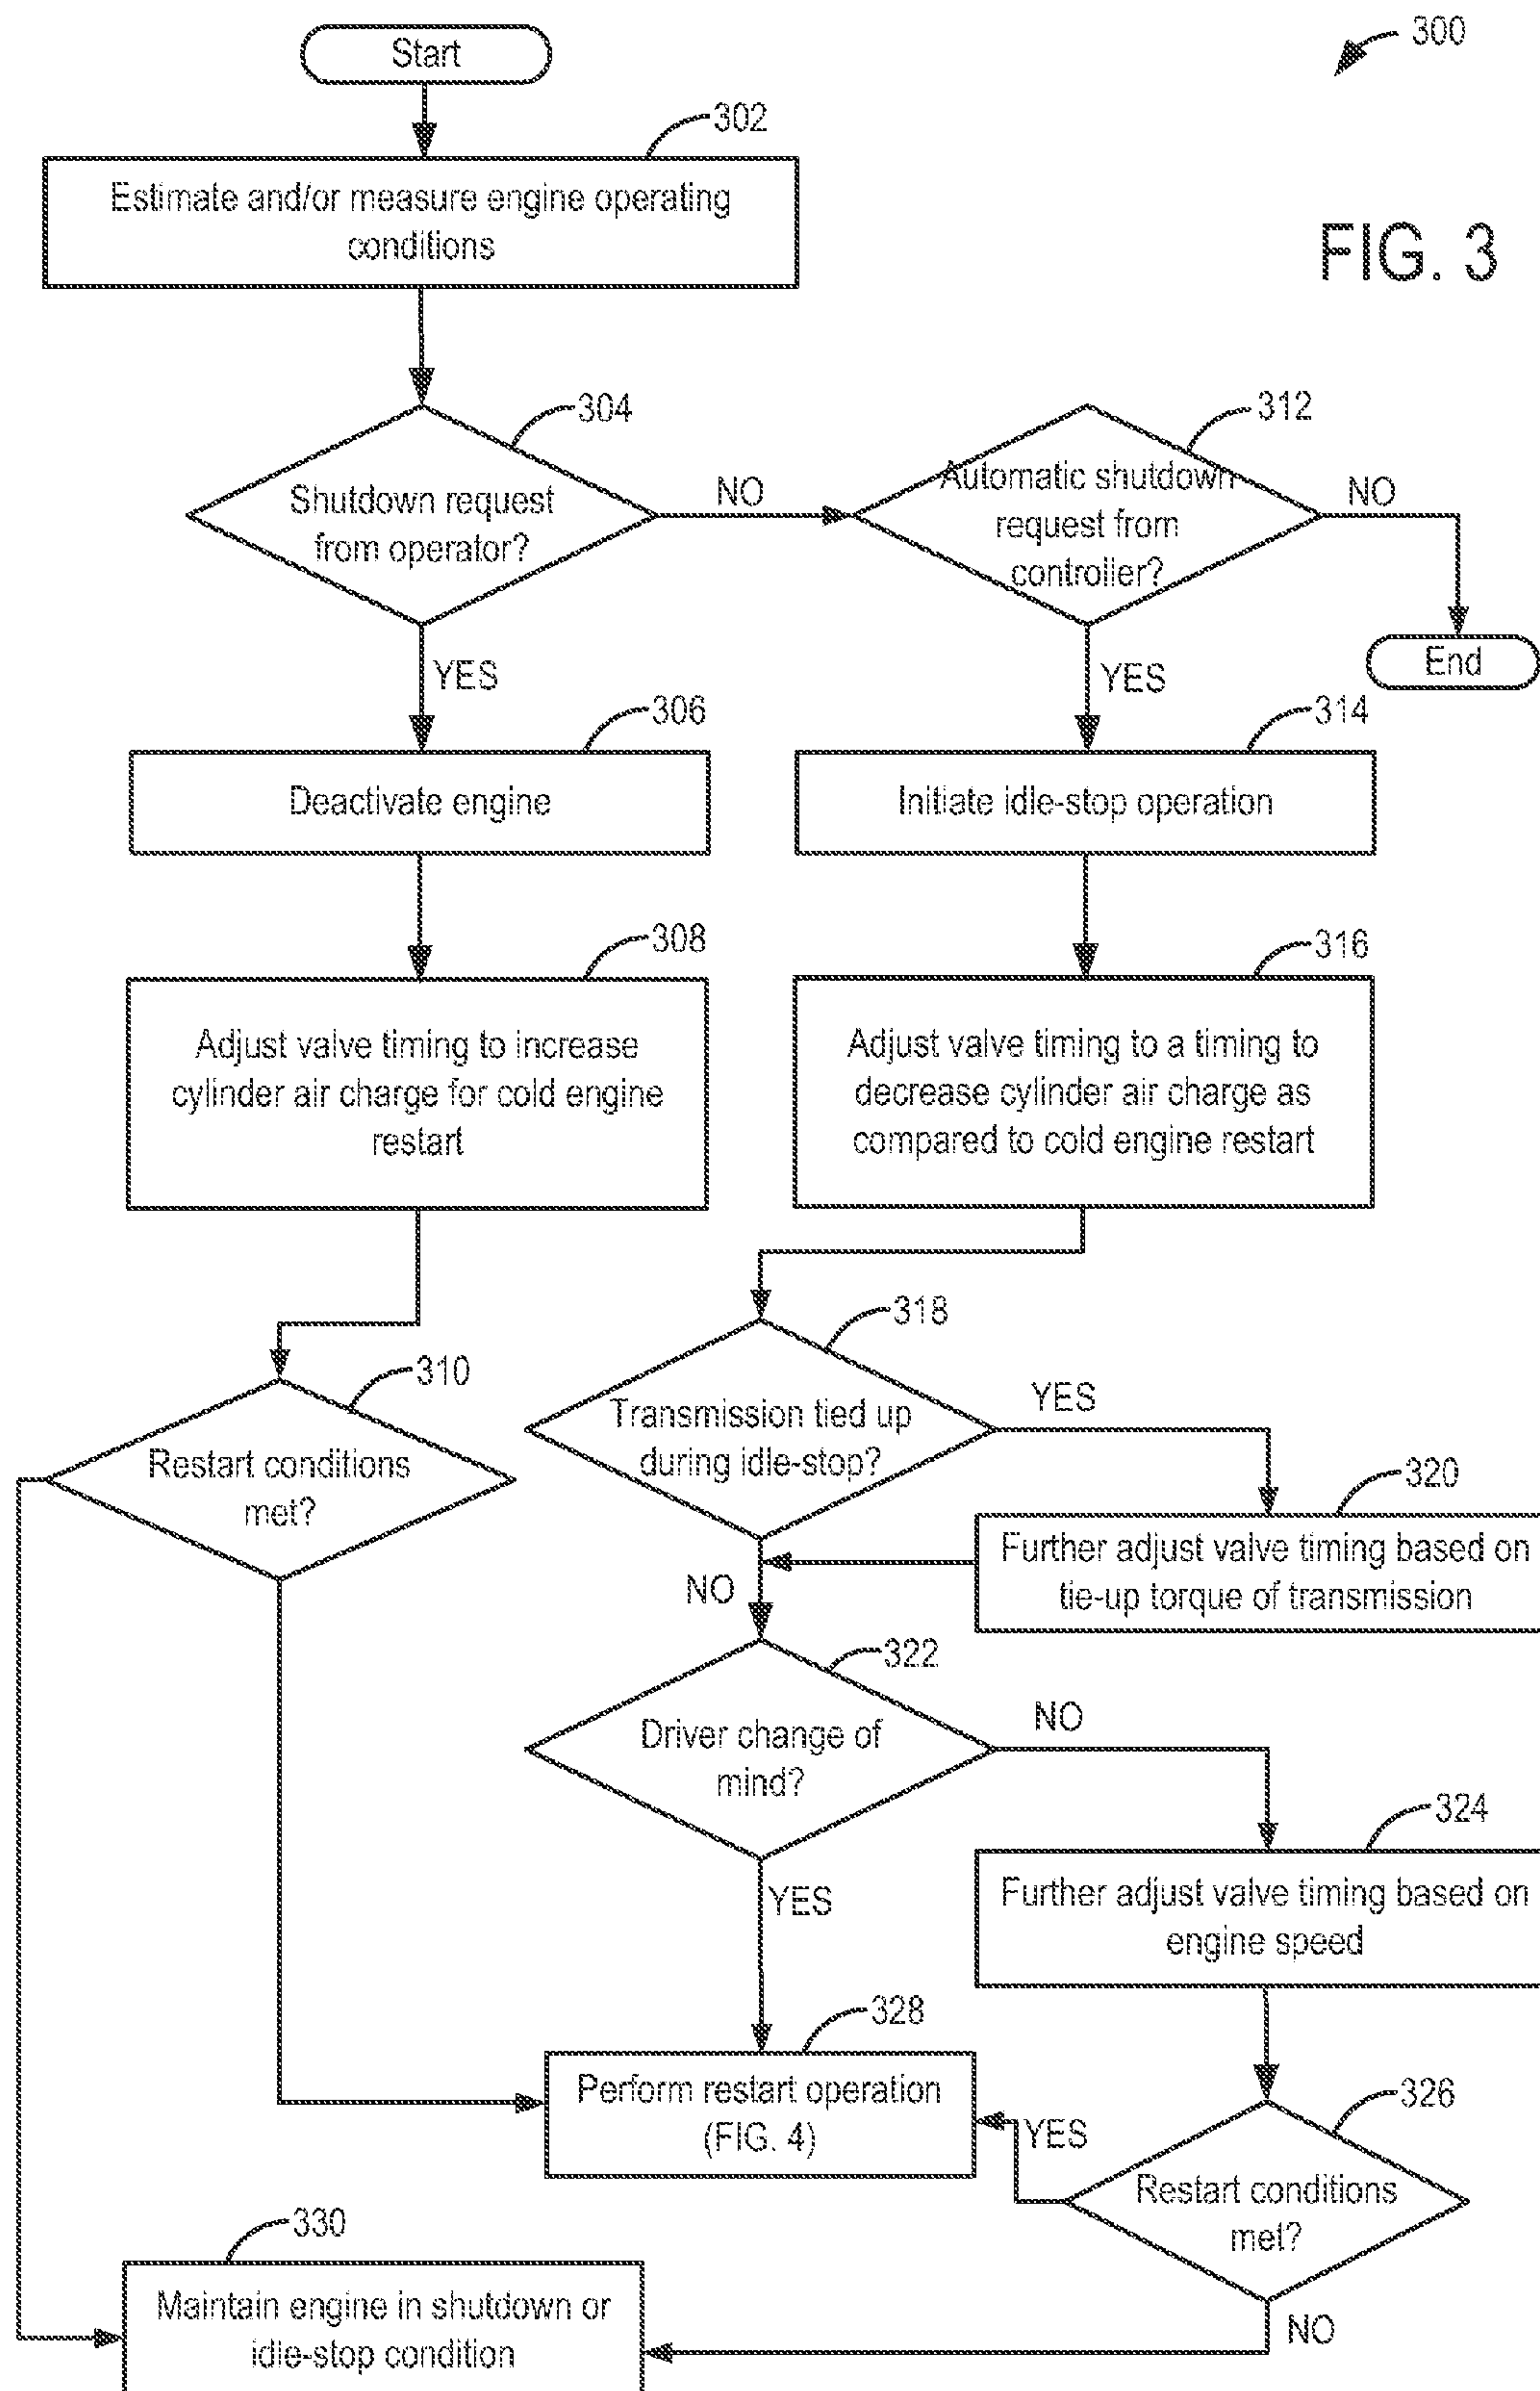 Start
300
302
Estimate and/or measure engine operating
conditions
FIG. 3
304
Shutdown request
from operator?
NO
312
Automatic shutdown
request from
controller?
NO
End
YES
YES
306
Deactivate engine
314
Initiate idle-stop operation
308
Adjust valve timing to increase
cylinder air charge for cold engine
restart
316
Adjust valve timing to a timing to
decrease cylinder air charge as
compared to cold engine restart
310
Restart conditions
met?
318
Transmission tied up
during idle-stop?
YES
320
Further adjust valve timing based on
tie-up torque of transmission
NO
322
Driver change of
mind?
NO
324
Further adjust valve timing based on
engine speed
YES
328
Perform restart operation
(FIG. 4)
326
YES
Restart conditions
met?
NO
330
Maintain engine in shutdown or
idle-stop condition